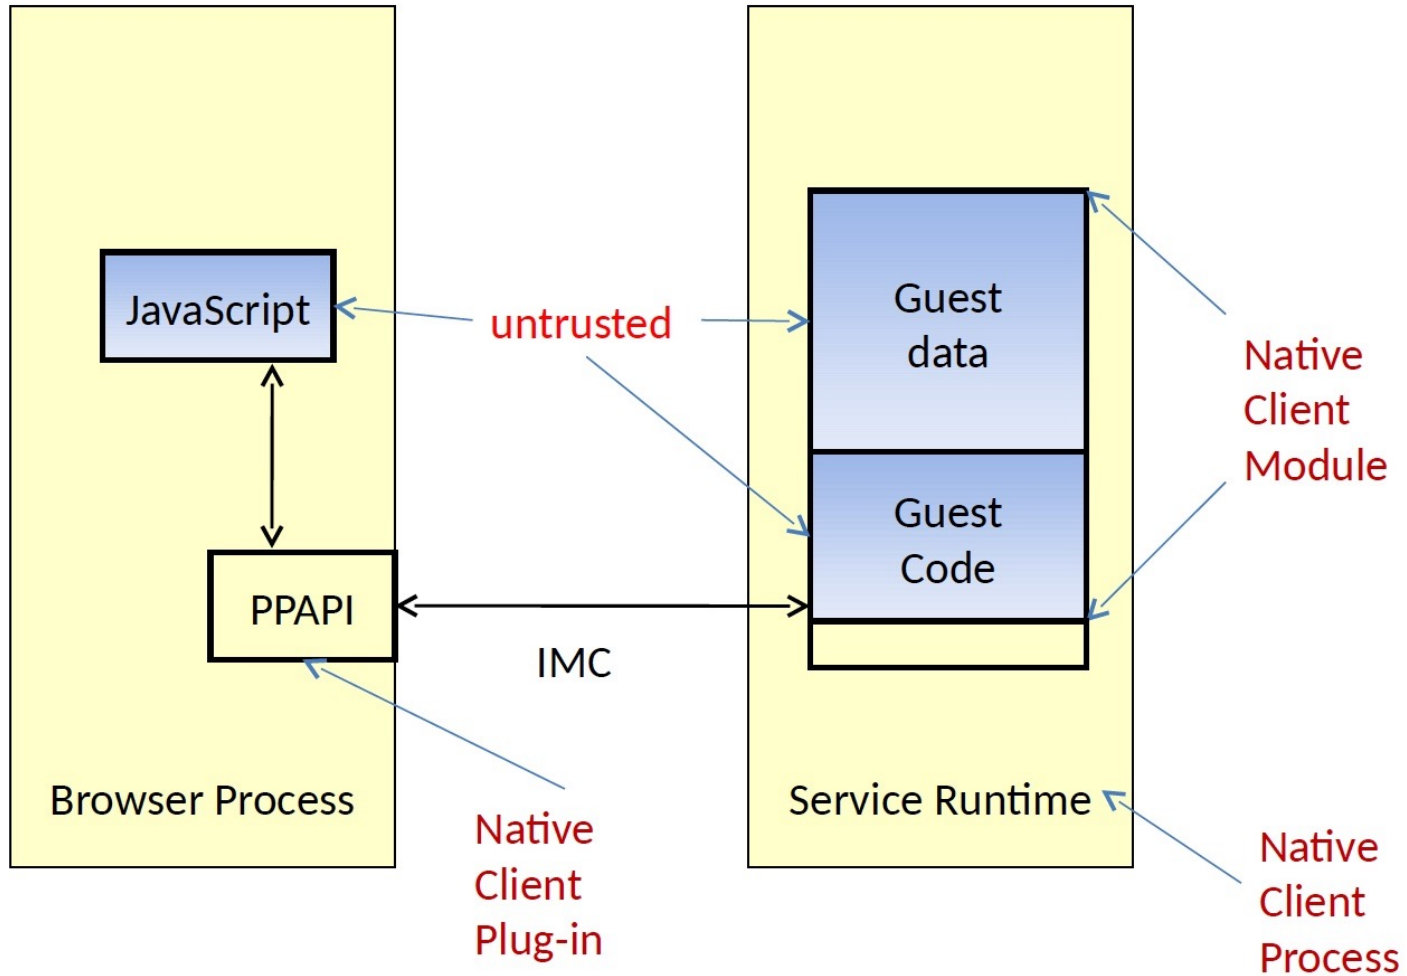 JavaScript
untrusted
Guest
data
Native
Client
Module
Guest
Code
PPAPI
IMC
Browser Process
Service Runtime
Native
Client
Plug-in
Native
Client
Process